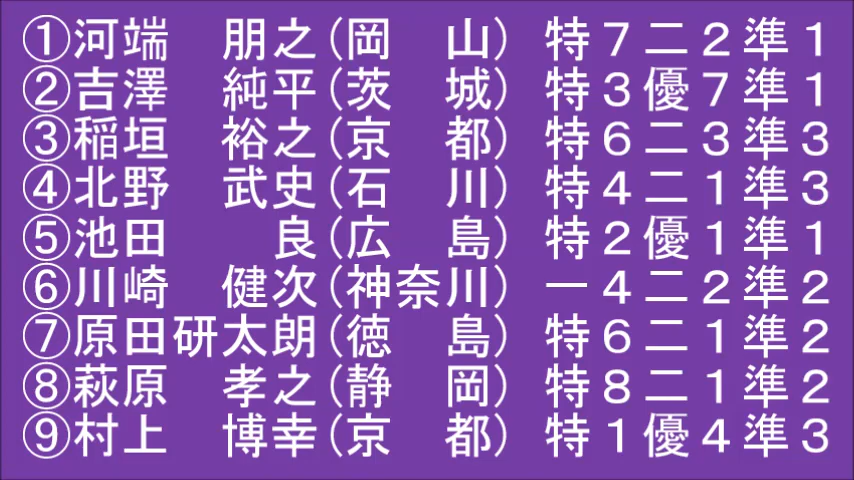 ①河端　朋之（岡　山）特７二２準１
②吉澤　純平（茨　城）特３優７準１
③稲垣　裕之（京　都）特６二３準３
④北野　武史（石　川）特４二１準３
⑤池田　　良（広　島）特２優１準１
⑥川崎　健次（神奈川）一４二２準２
⑦原田研太朗（徳　島）特６二１準２
⑧萩原　孝之（静　岡）特８二１準２
⑨村上　博幸（京　都）特１優４準３